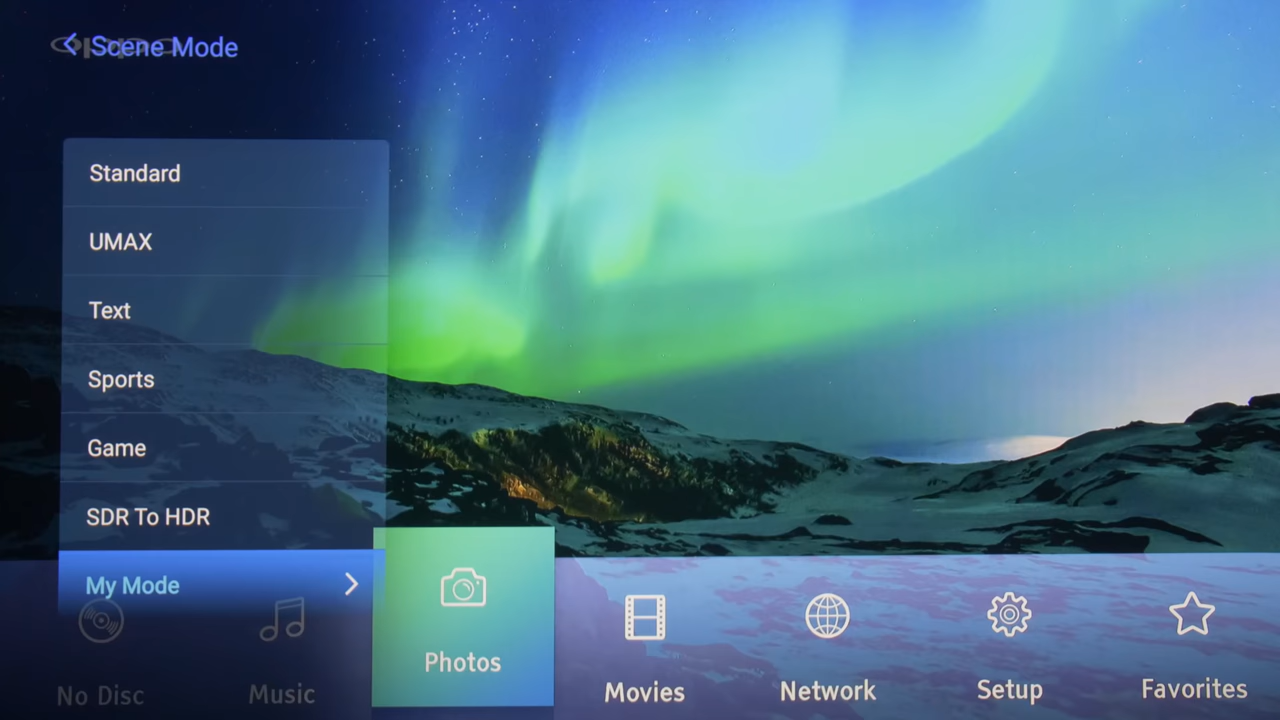 Scene Mode
Standard
UMAX
Text
Sports
Game
SDR To HDR
My Mode
No Disc
Music
Photos
Movies
Network
Setup
Favorites